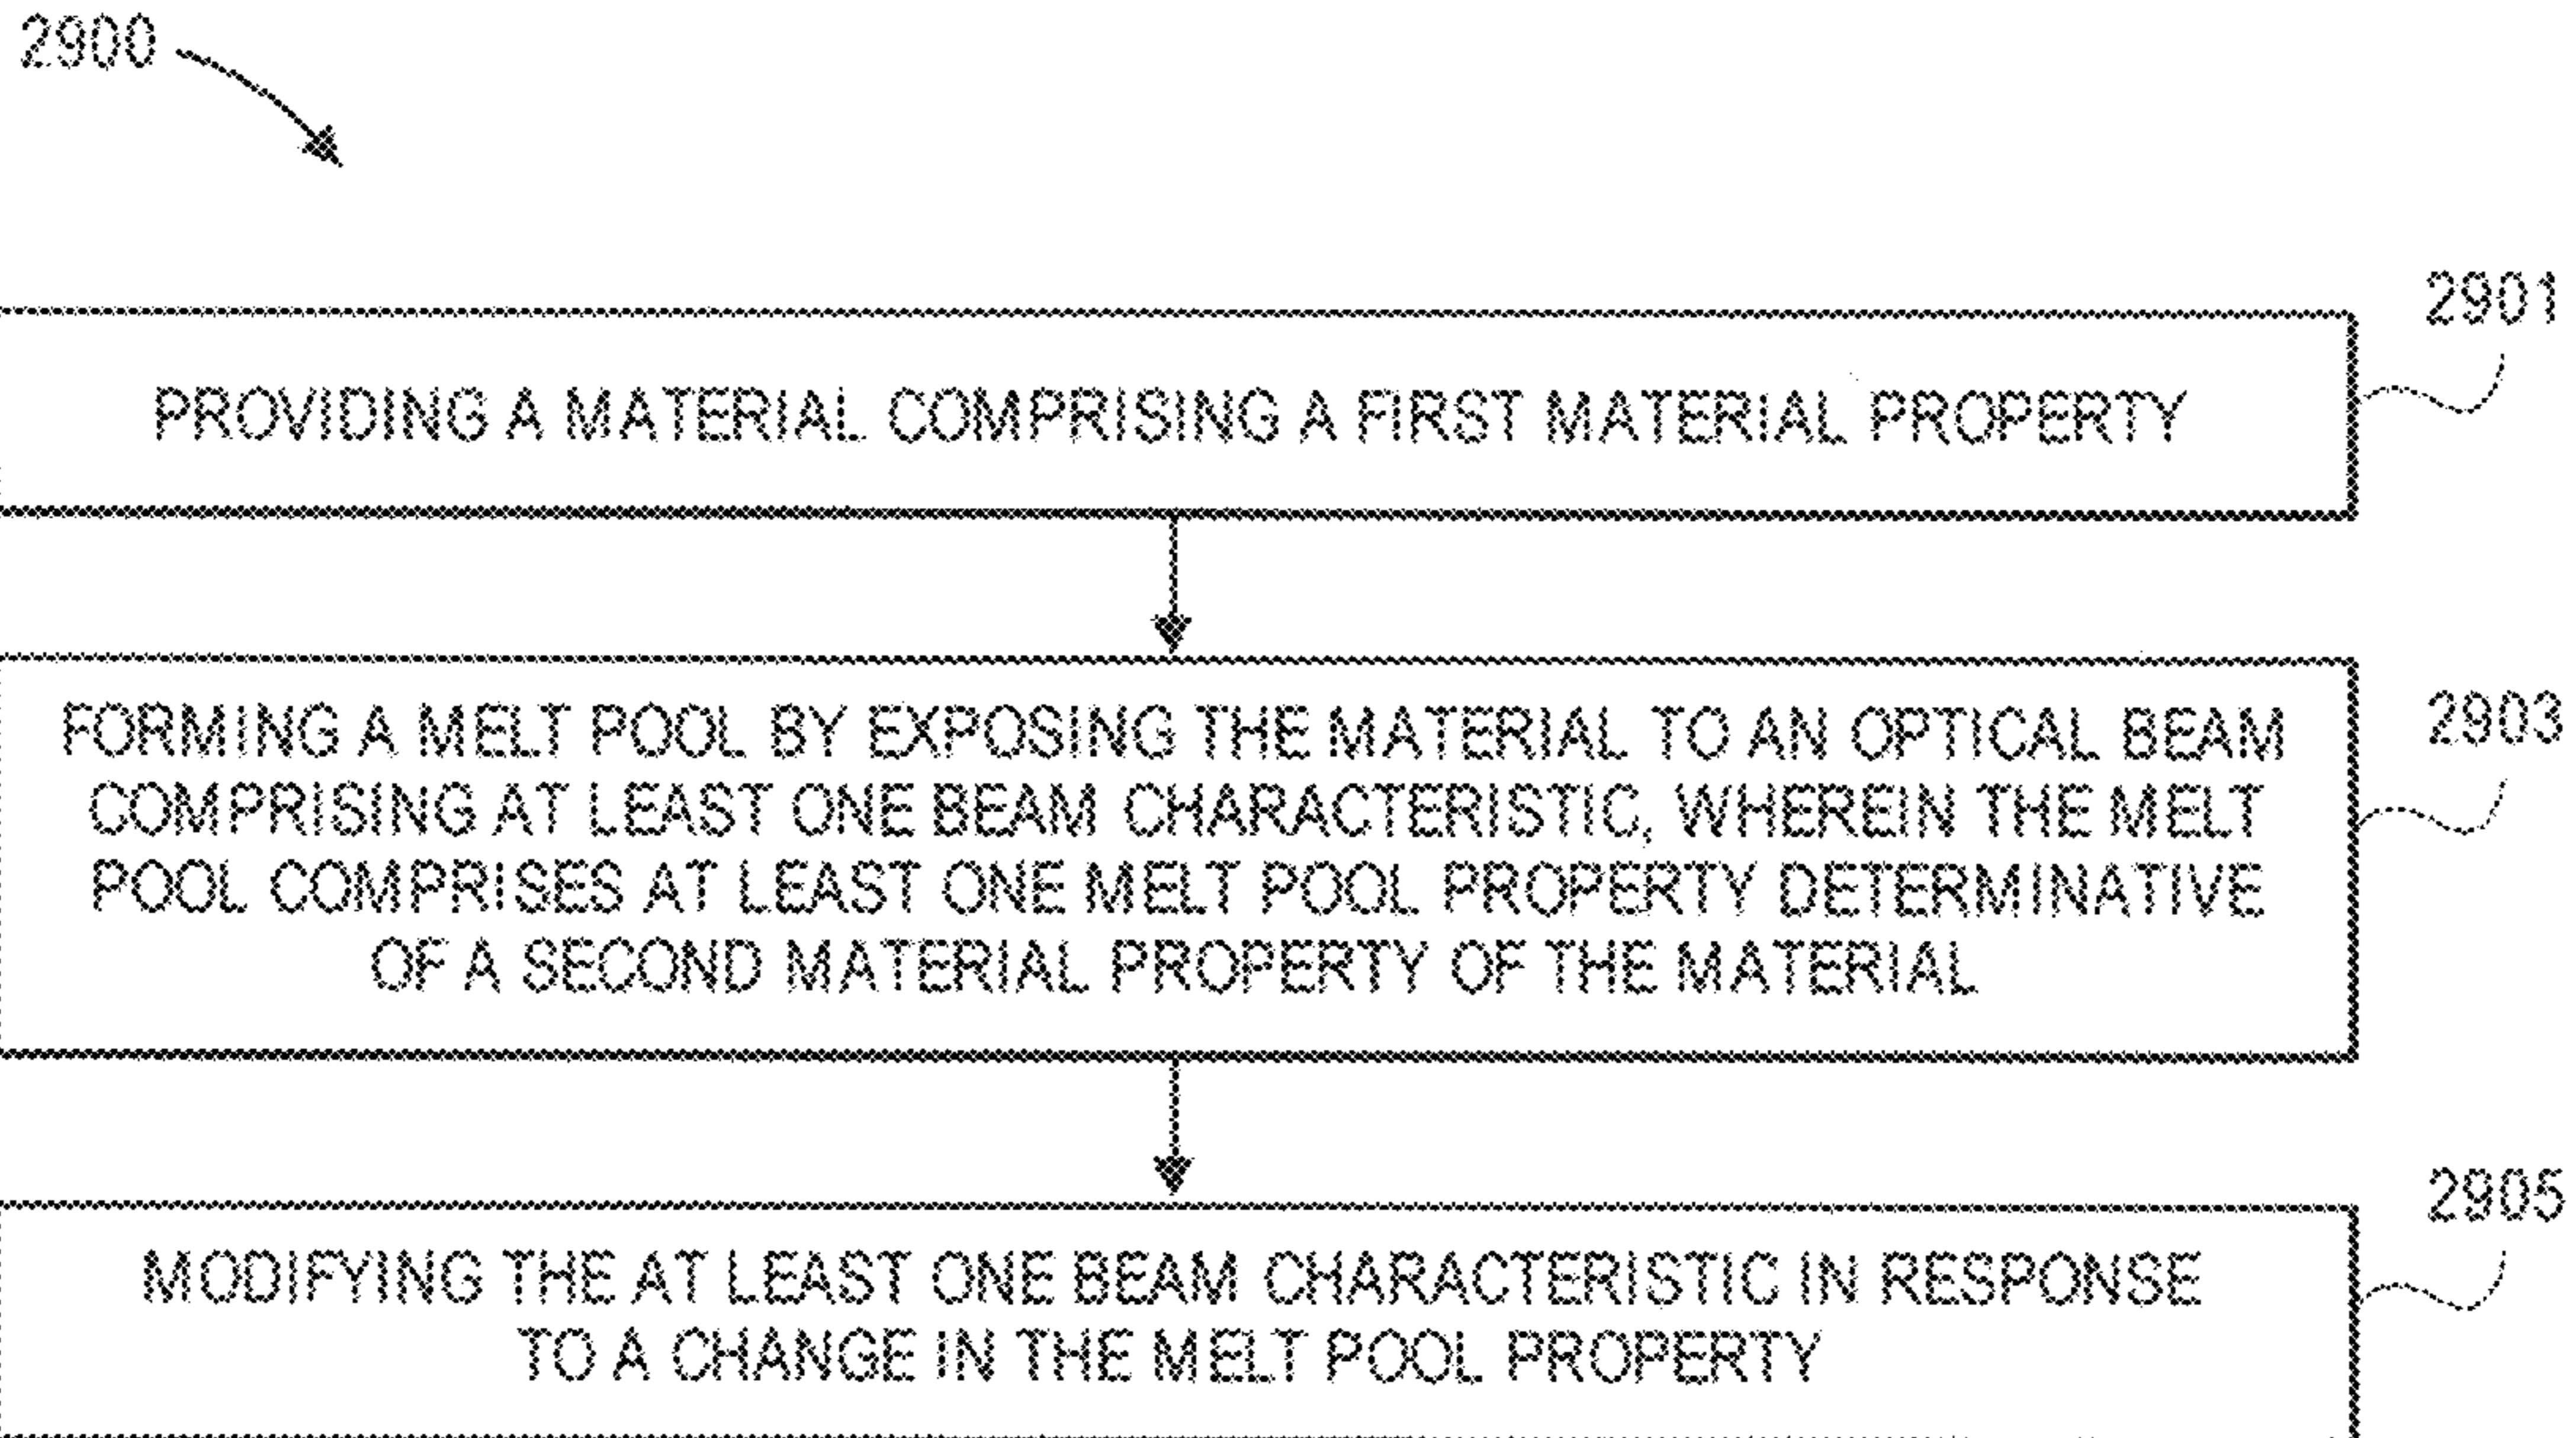 2900
2901
PROVIDING A MATERIAL COMPRISING A FIRST MATERIAL PROPERTY
2903
FORMING A MELT POOL BY EXPOSING THE MATERIAL TO AN OPTICAL BEAM
COMPRISING AT LEAST ONE BEAM CHARACTERISTIC, WHEREIN THE MELT
POOL COMPRISES AT LEAST ONE MELT POOL PROPERTY DETERMINATIVE
OF A SECOND MATERIAL PROPERTY OF THE MATERIAL
2905
MODIFYING THE AT LEAST ONE BEAM CHARACTERISTIC IN RESPONSE
TO A CHANGE IN THE MELT POOL PROPERTY